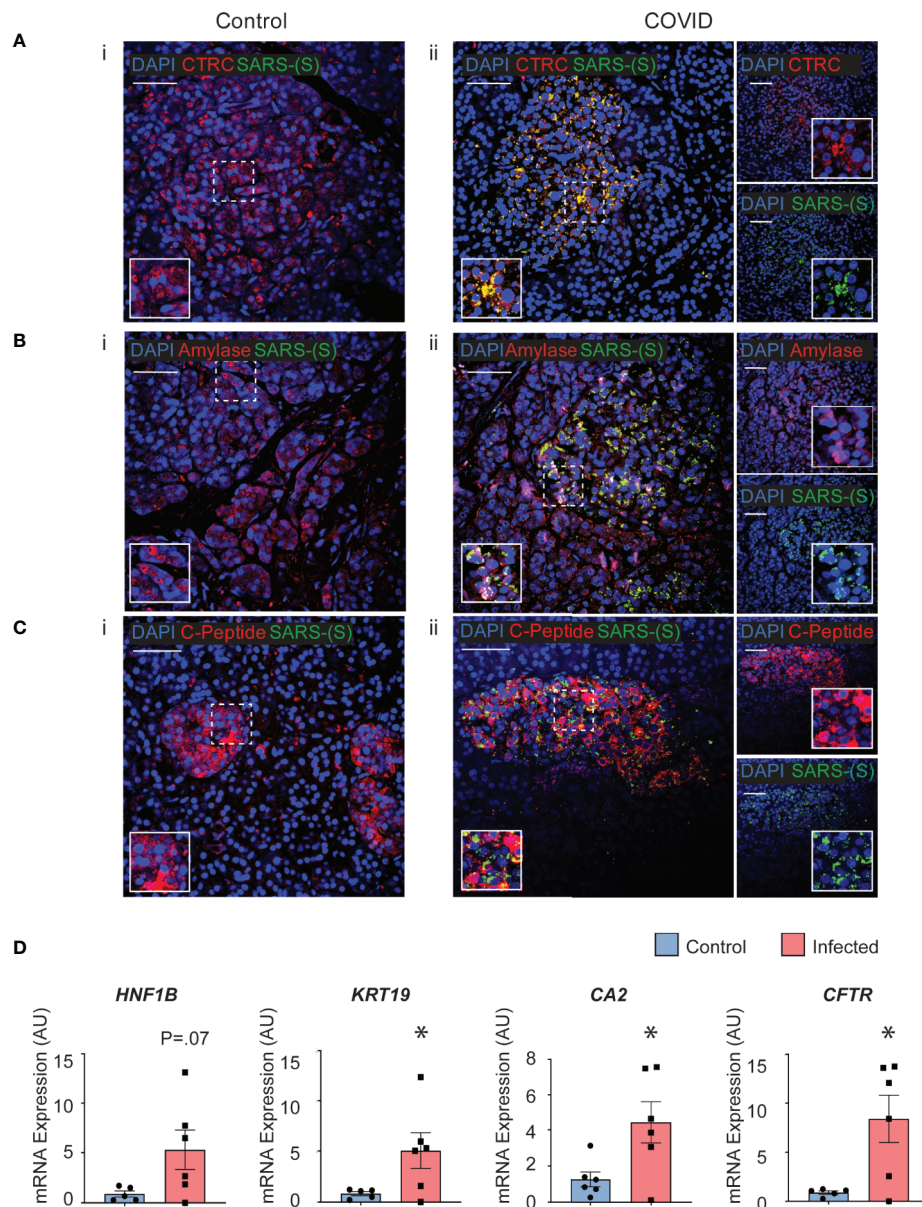 Control COVID
A
i ii
DAPI CTRC SARS-(S) DAPI CTRC SARS-(S) DAPI CTRC
DAPI SARS-(S)
B
i ii
DAPI Amylase SARS-(S) DAPI Amylase SARS-(S) DAPI Amylase
DAPI SARS-(S)
C
i ii
DAPI C-Peptide SARS-(S) DAPI C-Peptide SARS-(S) DAPI C-Peptide
DAPI SARS-(S)
D
Control Infected
HNF1B
P=.07
mRNA Expression (AU)
15
10
5
0
KRT19
*
mRNA Expression (AU)
15
10
5
0
CA2
*
mRNA Expression (AU)
8
6
4
2
0
CFTR
*
mRNA Expression (AU)
15
10
5
0